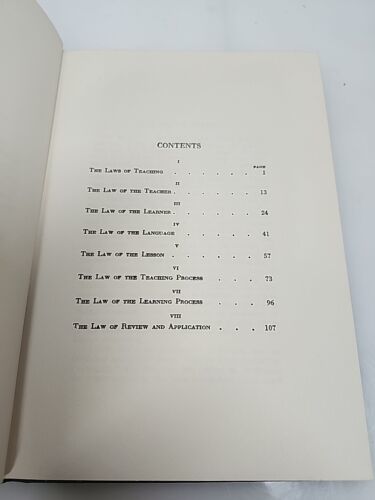 CONTENTS
I
PAGE
THE LAWS OF TEACHING . . . . . . 1
II
THE LAW OF THE TEACHER . . . . . . 13
III
THE LAW OF THE LEARNER . . . . . . 24
IV
THE LAW OF THE LANGUAGE . . . . . 41
V
THE LAW OF THE LESSON . . . . . . 57
VI
THE LAW OF THE TEACHING PROCESS . . . 73
VII
THE LAW OF THE LEARNING PROCESS . . . 96
VIII
THE LAW OF REVIEW AND APPLICATION . . . 107